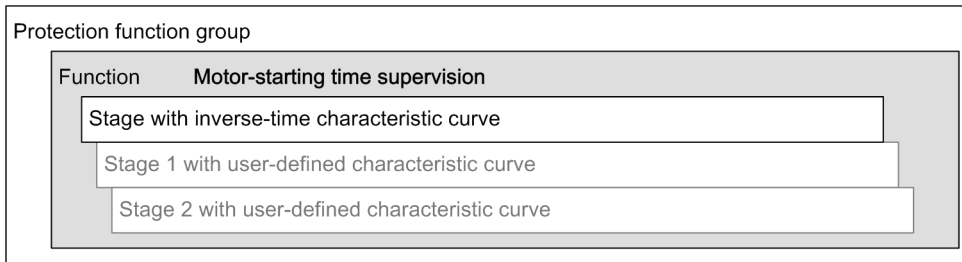 Protection function group
Function Motor-starting time supervision
Stage with inverse-time characteristic curve
Stage 1 with user-defined characteristic curve
Stage 2 with user-defined characteristic curve